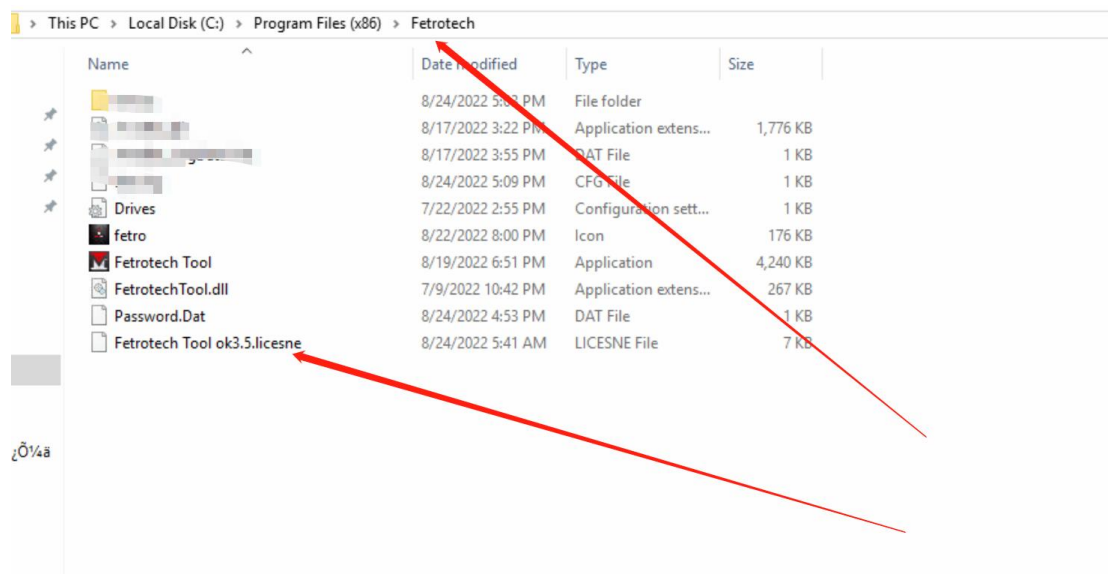 This PC > Local Disk (C:) > Program Files (x86) > Fetrotech
Name Date modified Type Size
8/24/2022 5:03 PM File folder
8/17/2022 3:22 PM Application extens... 1,776 KB
8/17/2022 3:55 PM DAT File 1 KB
8/24/2022 5:09 PM CFG File 1 KB
Drives 7/22/2022 2:55 PM Configuration sett... 1 KB
fetro 8/22/2022 8:00 PM Icon 176 KB
Fetrotech Tool 8/19/2022 6:51 PM Application 4,240 KB
FetrotechTool.dll 7/9/2022 10:42 PM Application extens... 267 KB
Password.Dat 8/24/2022 4:53 PM DAT File 1 KB
Fetrotech Tool ok3.5.licesne 8/24/2022 5:41 AM LICESNE File 7 KB
¿Õ¼ä